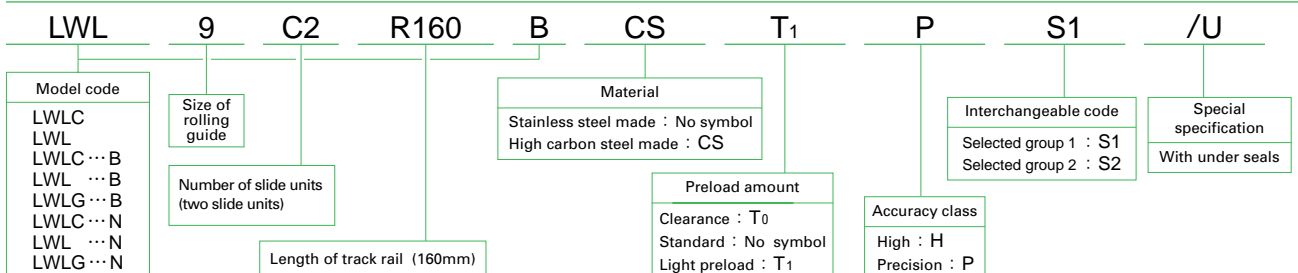 LWL 9 C2 R160 B CS T1 P S1 /U
Model code
LWLC
LWL
LWLC…B
LWL …B
LWLG…B
LWLC…N
LWL …N
LWLG…N
Size of
rolling
guide
Number of slide units
(two slide units)
Length of track rail (160mm)
Material
Stainless steel made : No symbol
High carbon steel made : CS
Preload amount
Clearance : T0
Standard : No symbol
Light preload : T1
Accuracy class
High : H
Precision : P
Interchangeable code
Selected group 1 : S1
Selected group 2 : S2
Special
specification
With under seals